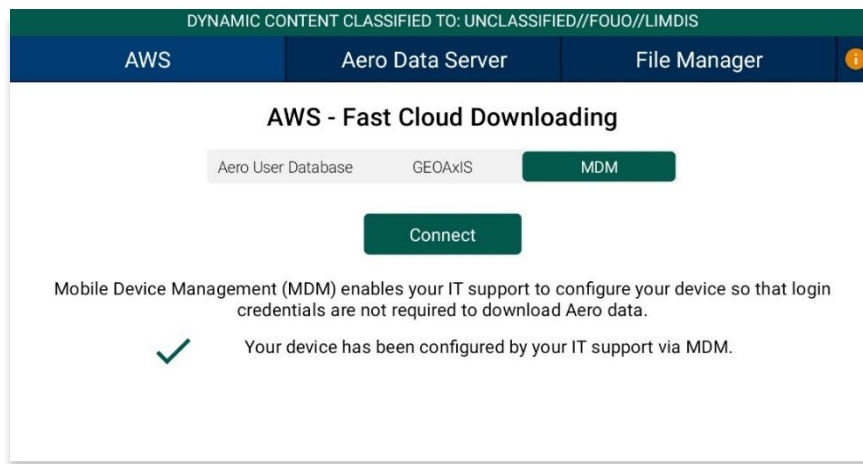 DYNAMIC CONTENT CLASSIFIED TO: UNCLASSIFIED//FOUO//LIMDIS
AWS Aero Data Server File Manager i
AWS - Fast Cloud Downloading
Aero User Database GEOAxIS MDM
Connect
Mobile Device Management (MDM) enables your IT support to configure your device so that login
credentials are not required to download Aero data.
Your device has been configured by your IT support via MDM.